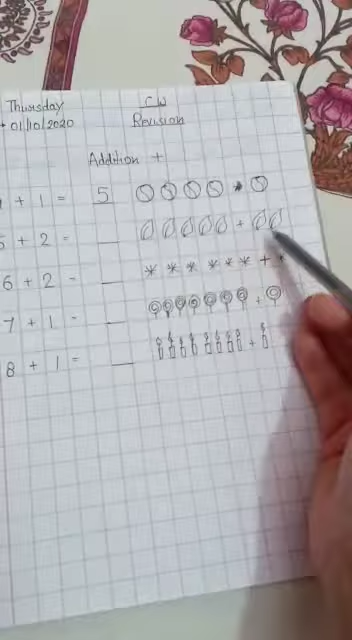 Thursday CW
01/10/2020 Revision
Addition +
+ 1 = 5 +
5 + 2 = +
6 + 2 = +
7 + 1 = +
8 + 1 = +